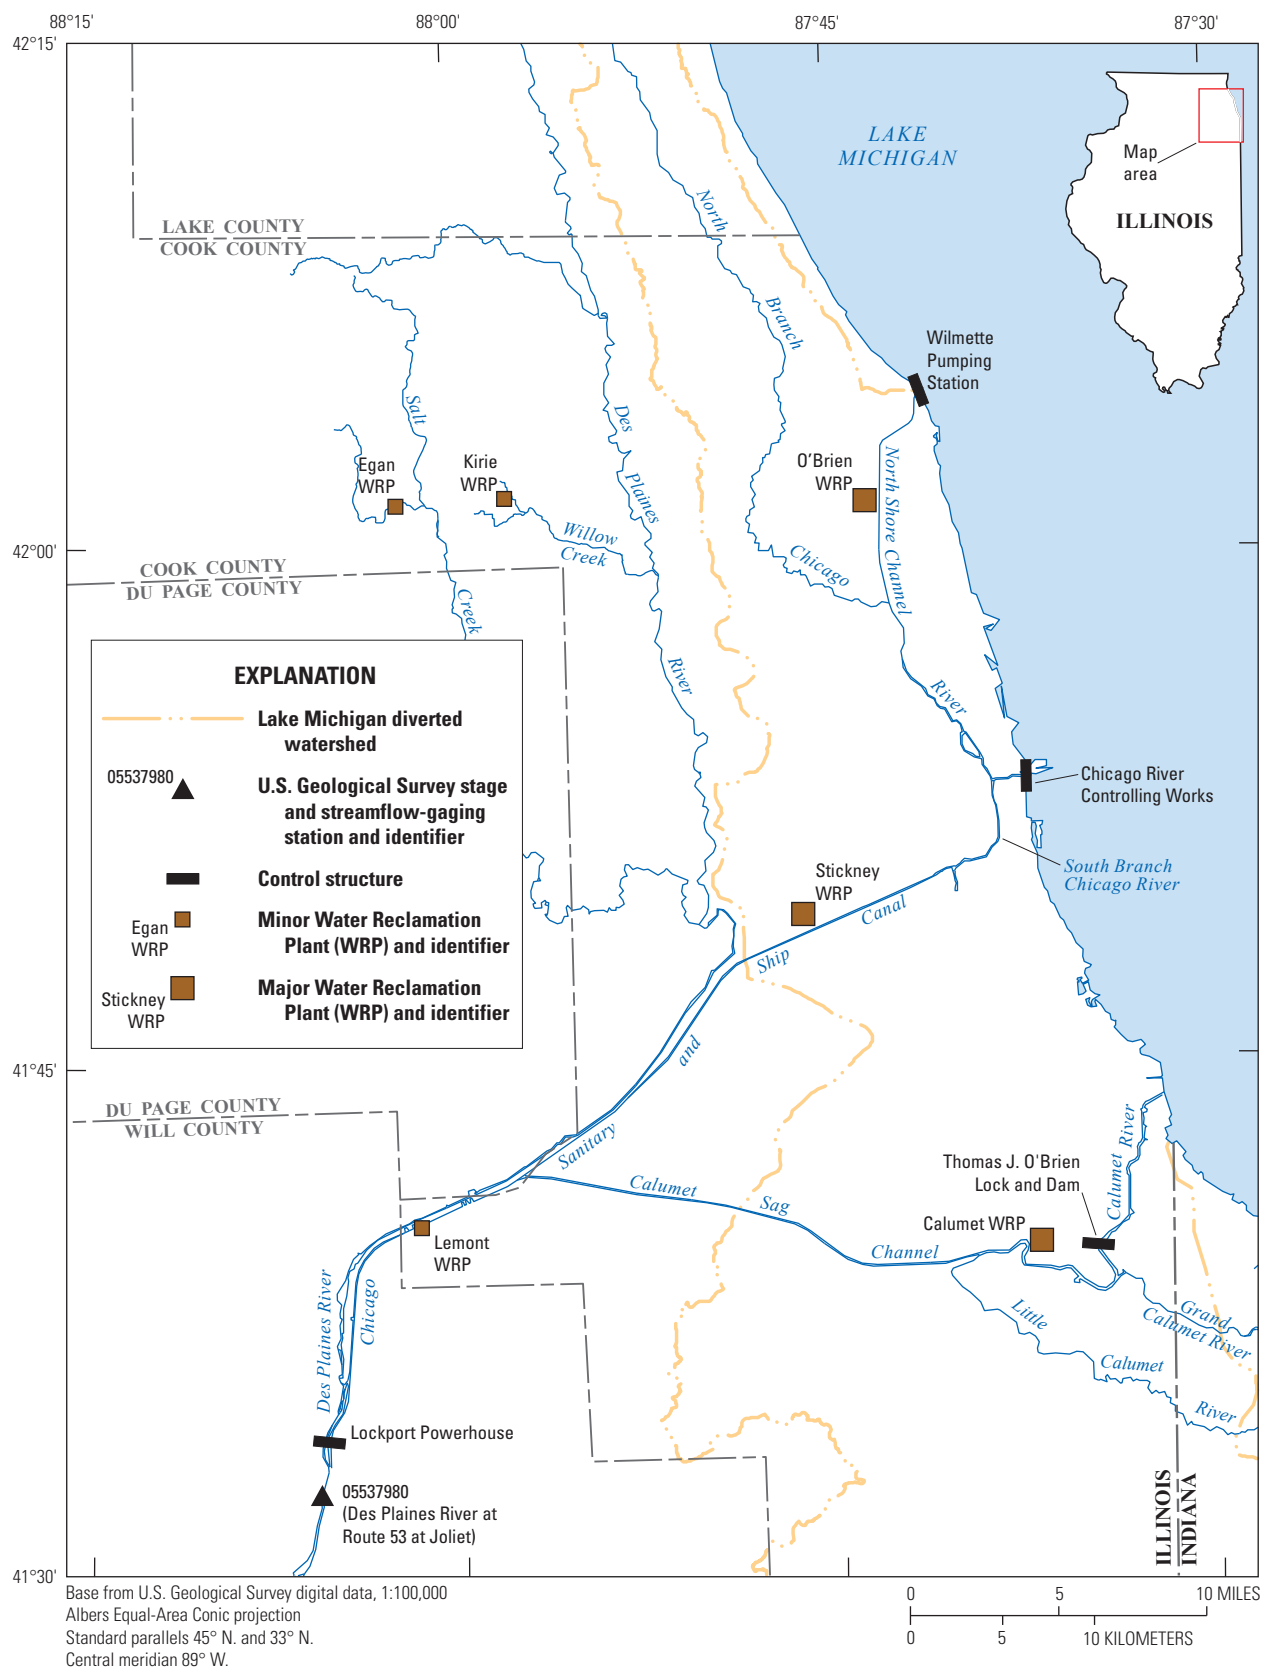 88°15'
88°00'
87°45'
87°30'
42°15'
42°00'
41°45'
41°30'
LAKE
MICHIGAN
Map
area
ILLINOIS
North
Branch
Chicago
River
LAKE COUNTY
COOK COUNTY
Wilmette
Pumping
Station
Salt
Creek
Des
Plaines
River
Egan
WRP
Kirie
WRP
O'Brien
WRP
North Shore Channel
Willow
Creek
COOK COUNTY
DU PAGE COUNTY
EXPLANATION
Lake Michigan diverted
watershed
05537980
U.S. Geological Survey stage
and streamflow-gaging
station and identifier
Control structure
Egan
WRP
Minor Water Reclamation
Plant (WRP) and identifier
Stickney
WRP
Major Water Reclamation
Plant (WRP) and identifier
Chicago River
Controlling Works
South Branch
Chicago River
Stickney
WRP
Canal
Ship
and
Sanitary
Chicago
DU PAGE COUNTY
WILL COUNTY
Calumet
Sag
Channel
Calumet River
Thomas J. O'Brien
Lock and Dam
Calumet WRP
Lemont
WRP
Des Plaines River
Little
Calumet
River
Grand
Calumet River
Lockport Powerhouse
05537980
(Des Plaines River at
Route 53 at Joliet)
ILLINOIS
INDIANA
Base from U.S. Geological Survey digital data, 1:100,000
Albers Equal-Area Conic projection
Standard parallels 45° N. and 33° N.
Central meridian 89° W.
0 5 10 MILES
0 5 10 KILOMETERS